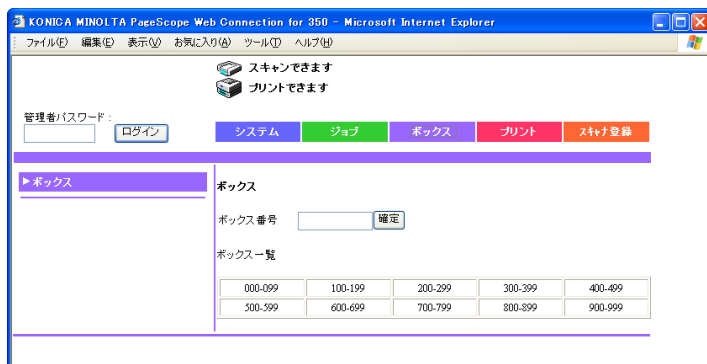 KONICA MINOLTA PageScope Web Connection for 350 - Microsoft Internet Explorer
ファイル(F) 編集(E) 表示(V) お気に入り(A) ツール(T) ヘルプ(H)
スキャンできます
プリントできます
管理者パスワード:
ログイン
システム ジョブ ボックス プリント スキャナ登録
▶ボックス
ボックス
ボックス番号 確定
ボックス一覧
000-099 100-199 200-299 300-399 400-499
500-599 600-699 700-799 800-899 900-999